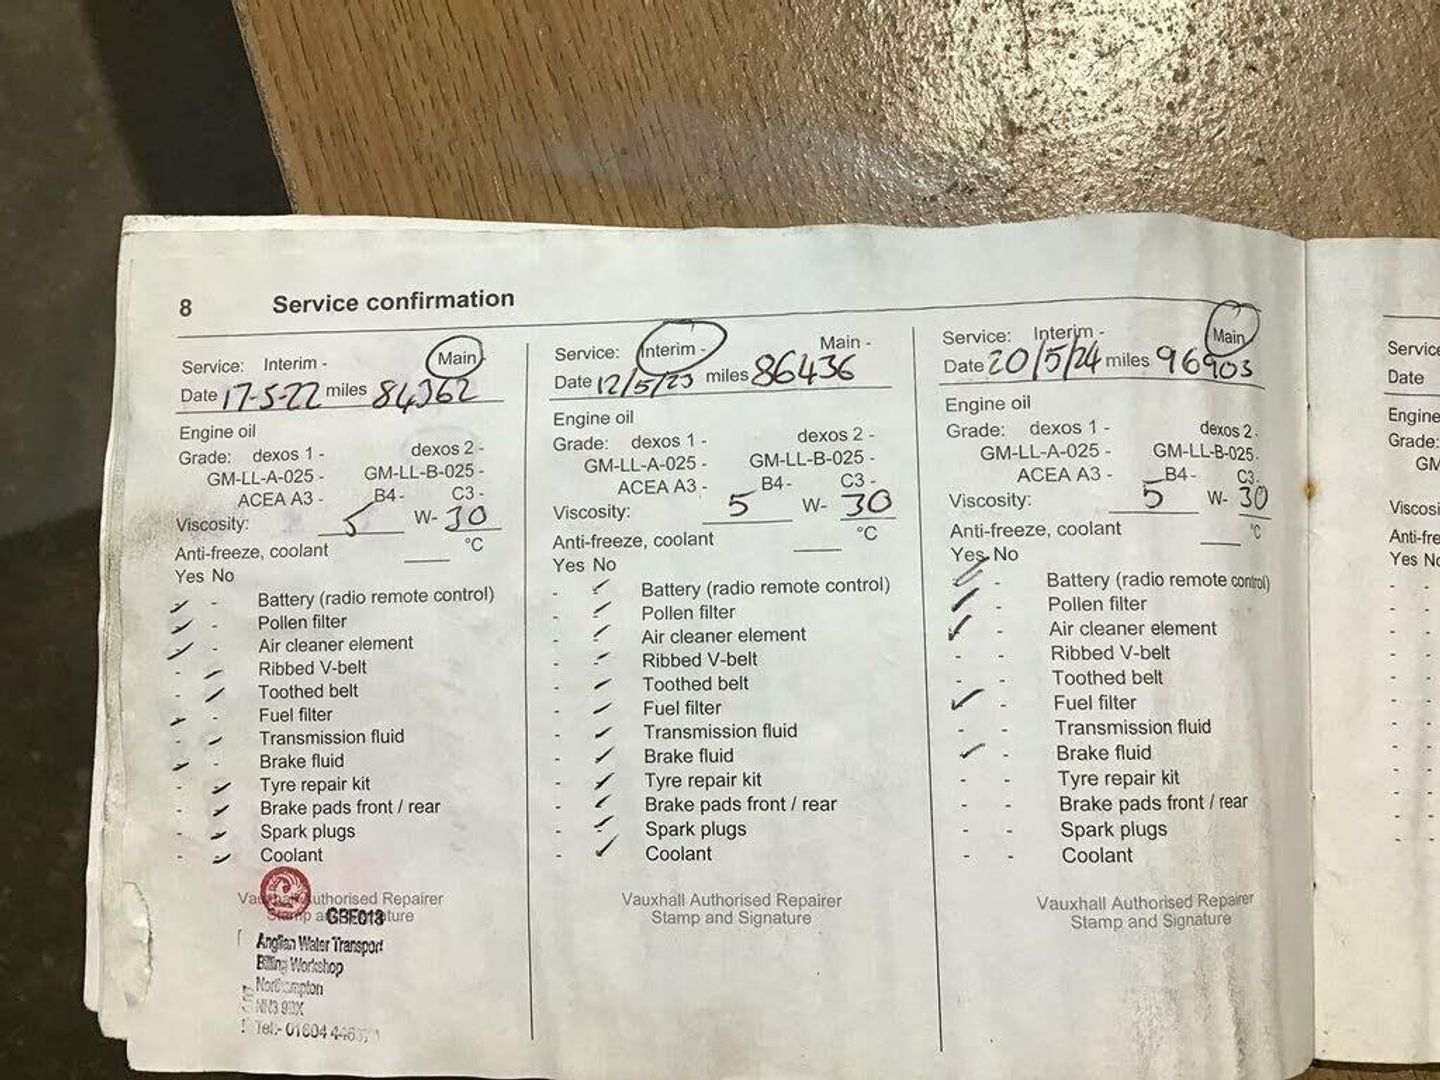 8 Service confirmation
Service: Interim - Main -
Date 17-5-22 miles 84362
Engine oil
Grade: dexos 1 - dexos 2 -
GM-LL-A-025 - GM-LL-B-025 -
ACEA A3 - B4 - C3 -
Viscosity: 5 W- 30
Anti-freeze, coolant °C
Yes No
- Battery (radio remote control)
- Pollen filter
- Air cleaner element
- Ribbed V-belt
- Toothed belt
- Fuel filter
- Transmission fluid
- Brake fluid
- Tyre repair kit
- Brake pads front / rear
- Spark plugs
- Coolant
Vauxhall Authorised Repairer
Stamp and Signature
GBE013
Anglian Water Transport
Billing Workshop
Northampton
Tel:- 01604
Service: Interim - Main -
Date 12/5/23 miles 86436
Engine oil
Grade: dexos 1 - dexos 2 -
GM-LL-A-025 - GM-LL-B-025 -
ACEA A3 - B4 - C3 -
Viscosity: 5 W- 30
Anti-freeze, coolant °C
Yes No
- Battery (radio remote control)
- Pollen filter
- Air cleaner element
- Ribbed V-belt
- Toothed belt
- Fuel filter
- Transmission fluid
- Brake fluid
- Tyre repair kit
- Brake pads front / rear
- Spark plugs
- Coolant
Vauxhall Authorised Repairer
Stamp and Signature
Service: Interim - Main
Date 20/5/24 miles 96903
Engine oil
Grade: dexos 1 - dexos 2 -
GM-LL-A-025 - GM-LL-B-025 -
ACEA A3 - B4 - C3 -
Viscosity: 5 W- 30
Anti-freeze, coolant °C
Yes No
- Battery (radio remote control)
- Pollen filter
- Air cleaner element
- - Ribbed V-belt
- - Toothed belt
- Fuel filter
- - Transmission fluid
- Brake fluid
- - Tyre repair kit
- - Brake pads front / rear
- - Spark plugs
- - Coolant
Vauxhall Authorised Repairer
Stamp and Signature
Date
Yes